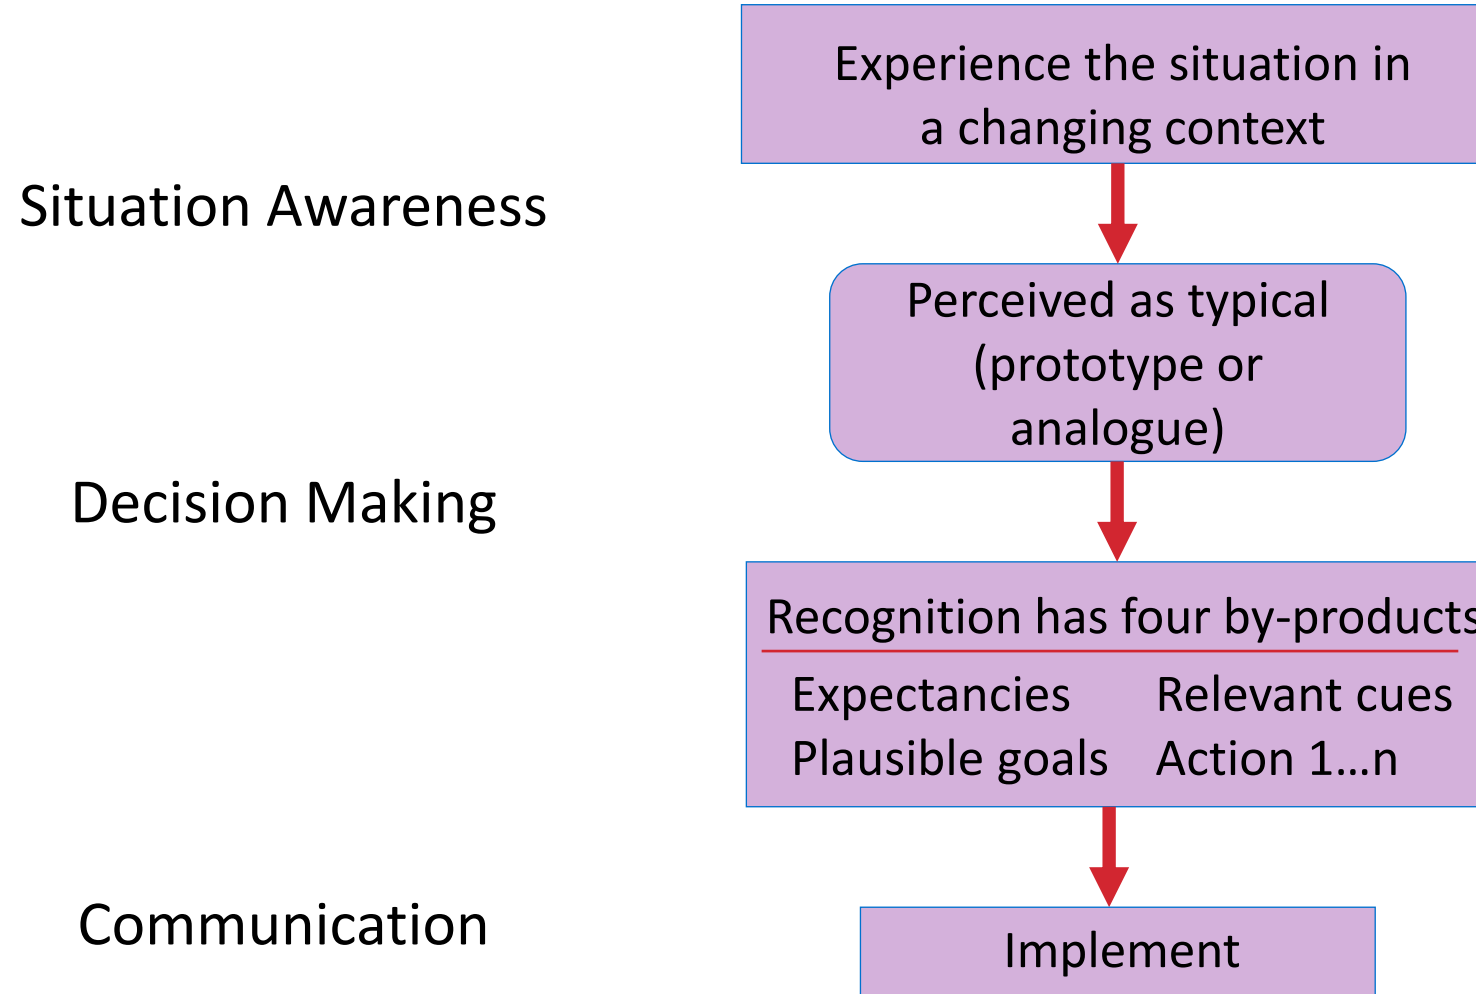 Experience the situation in
a changing context
Situation Awareness
Perceived as typical
(prototype or
analogue)
Decision Making
Recognition has four by-products
Expectancies Relevant cues
Plausible goals Action 1...n
Communication
Implement